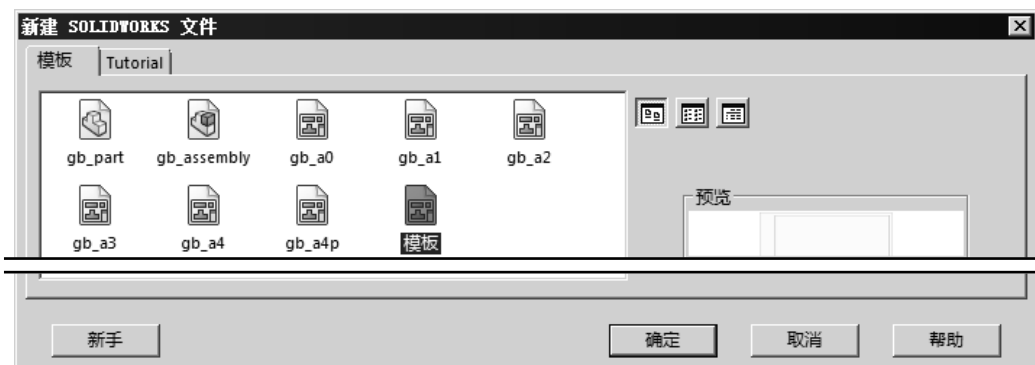 新建 SOLIDWORKS 文件
模板 Tutorial
gb_part gb_assembly gb_a0 gb_a1 gb_a2
预览
gb_a3 gb_a4 gb_a4p 模板
新手 确定 取消 帮助